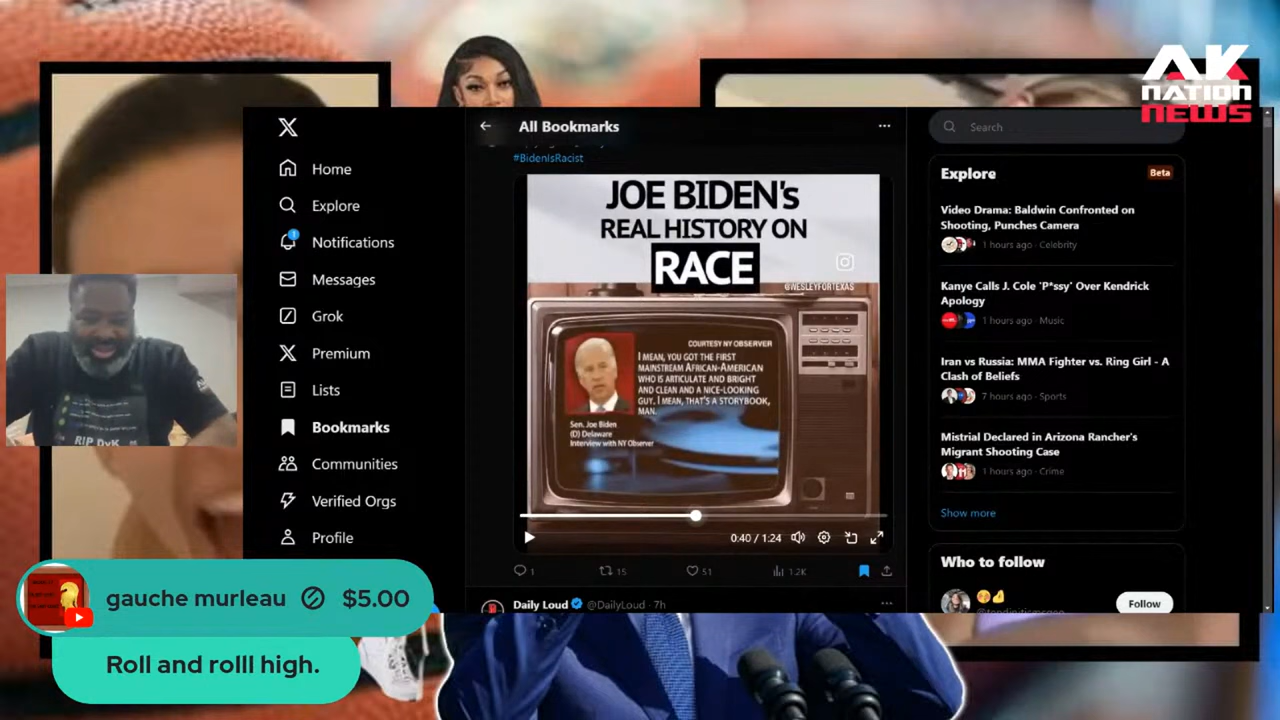 AK
NATION
NEWS
X
Home
Explore
Notifications
1
Messages
Grok
Premium
Lists
Bookmarks
Communities
Verified Orgs
Profile
All Bookmarks
#BidenIsRacist
JOE BIDEN's
REAL HISTORY ON
RACE
@WESLEYFORTEXAS
COURTESY NY OBSERVER
I MEAN, YOU GOT THE FIRST
MAINSTREAM AFRICAN-AMERICAN
WHO IS ARTICULATE AND BRIGHT
AND CLEAN AND A NICE-LOOKING
GUY. I MEAN, THAT'S A STORYBOOK,
MAN.
Sen. Joe Biden
(D) Delaware
Interview with NY Observer
0:40 / 1:24
1
15
51
1.2K
Daily Loud @DailyLoud · 7h
Search
Explore
Beta
Video Drama: Baldwin Confronted on
Shooting, Punches Camera
1 hours ago · Celebrity
Kanye Calls J. Cole 'P*ssy' Over Kendrick
Apology
1 hours ago · Music
Iran vs Russia: MMA Fighter vs. Ring Girl - A
Clash of Beliefs
7 hours ago · Sports
Mistrial Declared in Arizona Rancher's
Migrant Shooting Case
1 hours ago · Crime
Show more
Who to follow
Follow
RIP DvK
gauche murleau $5.00
Roll and rolll high.